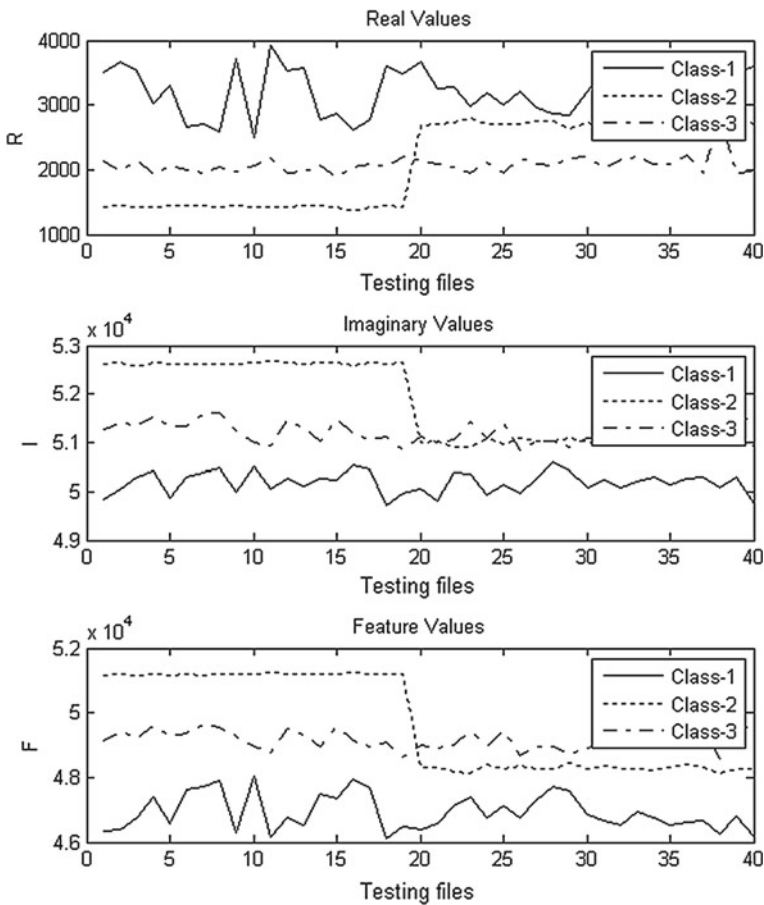 Real Values
4000
3000
2000
1000
R
0
5
10
15
20
25
30
35
40
Testing files
Class-1
Class-2
Class-3
x 10⁴
Imaginary Values
5.3
5.2
5.1
5
4.9
I
0
5
10
15
20
25
30
35
40
Testing files
Class-1
Class-2
Class-3
x 10⁴
Feature Values
5.2
5
4.8
4.6
F
0
5
10
15
20
25
30
35
40
Testing files
Class-1
Class-2
Class-3